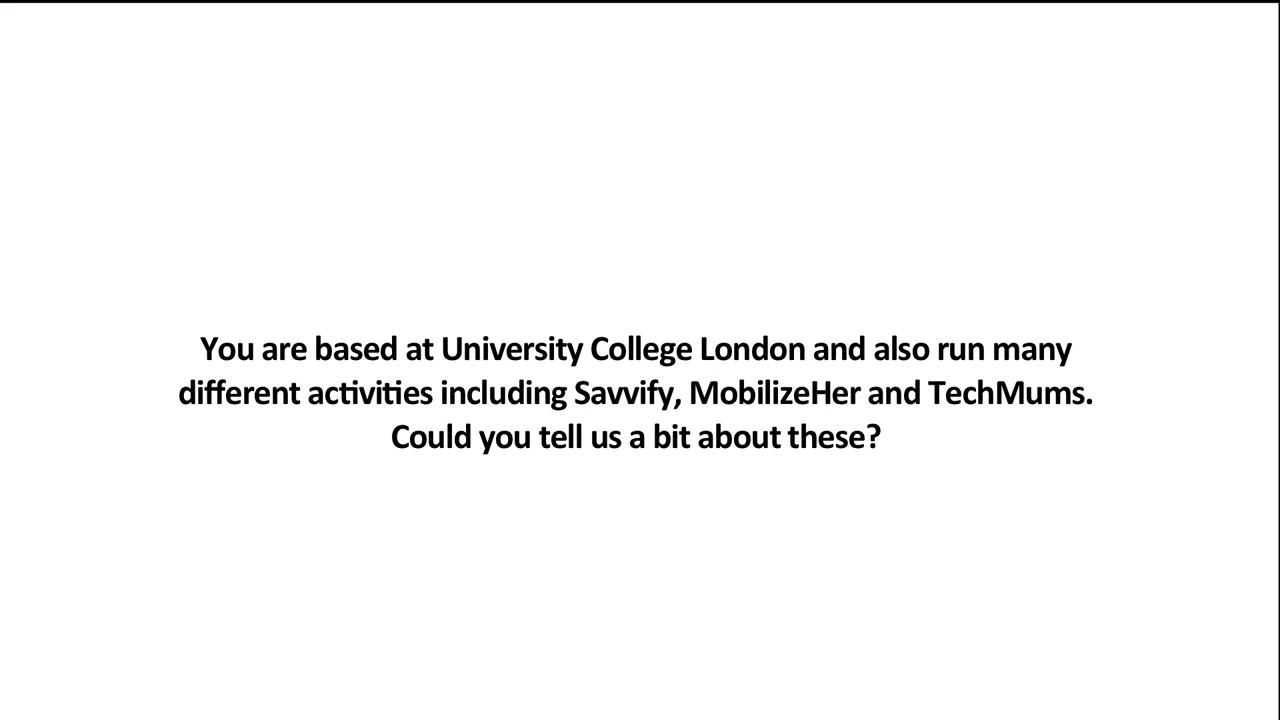 You are based at University College London and also run many
different activities including Savvify, MobilizeHer and TechMums.
Could you tell us a bit about these?